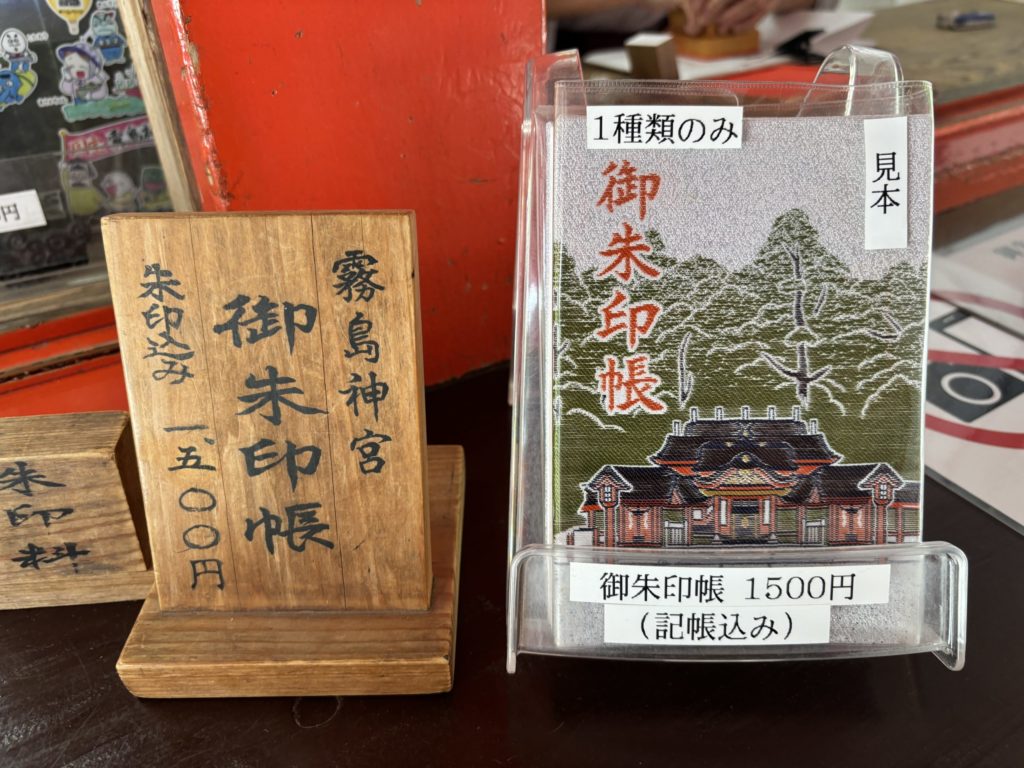 霧島神宮
御朱印帳
朱印込み 一、五〇〇円
朱印料
1種類のみ
見本
御朱印帳
御朱印帳 1500円
（記帳込み）
円